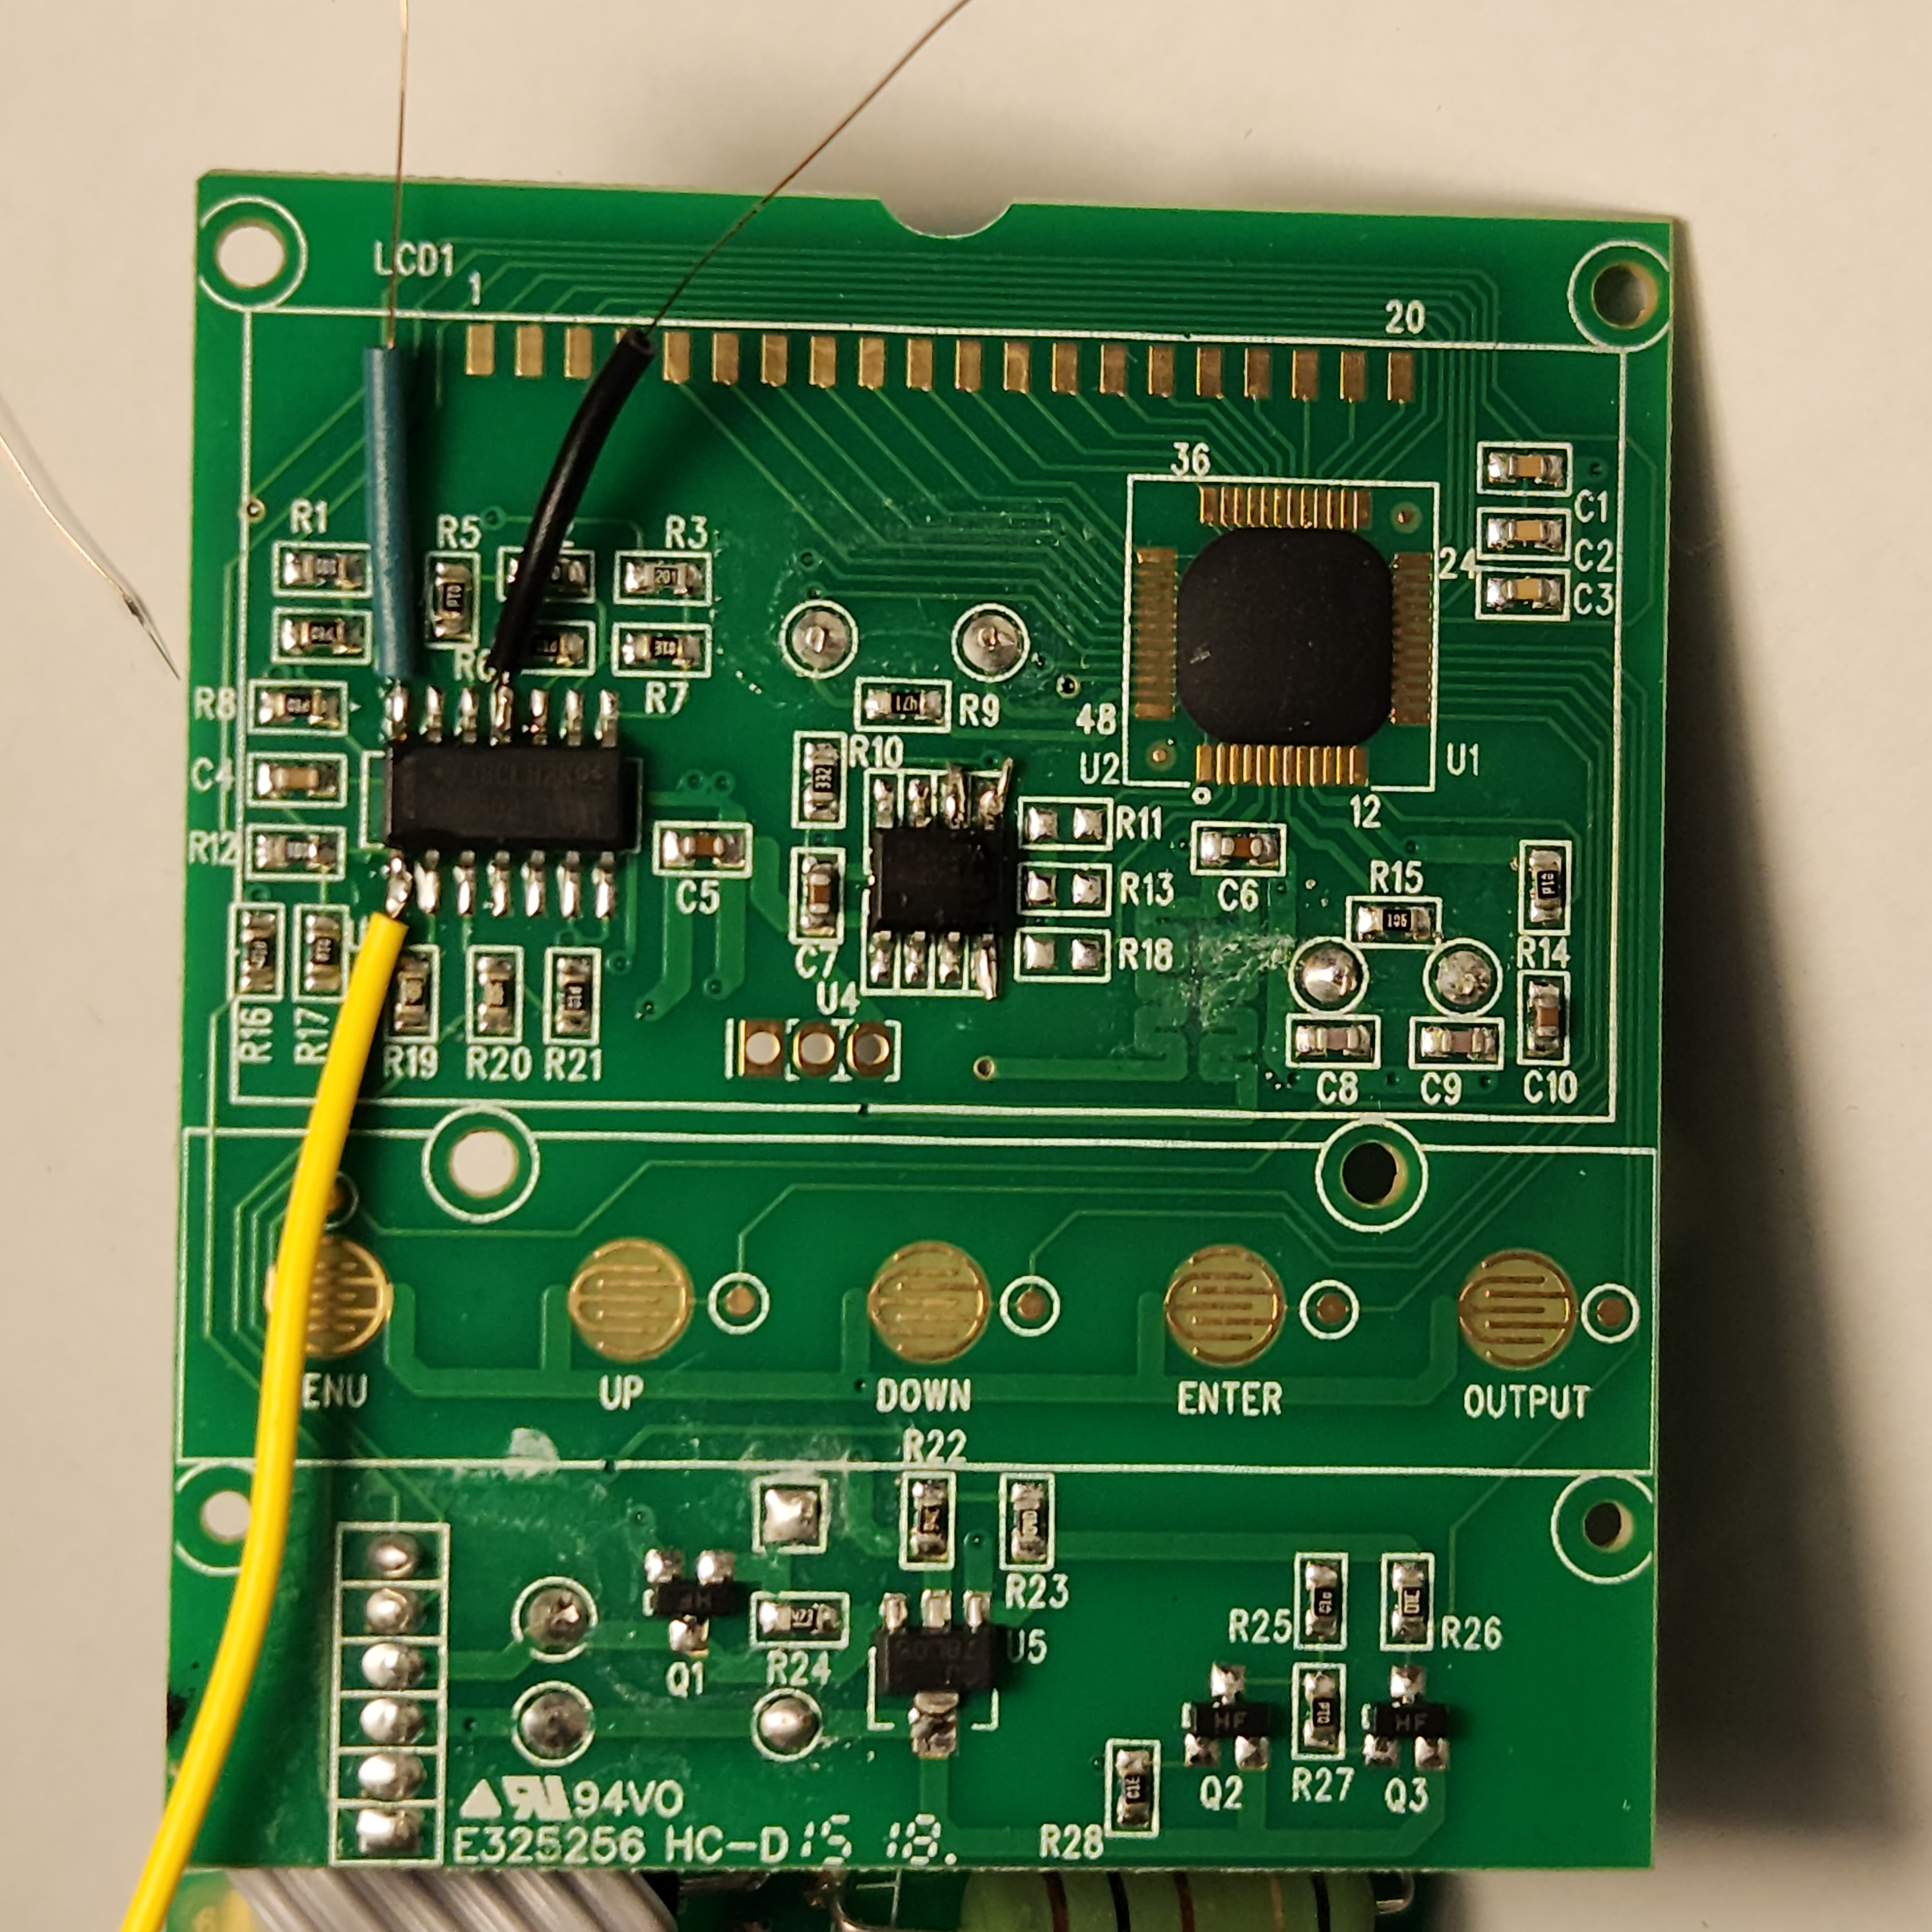 R16
R17
R19
R20
R21
R12
C4
R8
R1
LCD1
1
R5
R7
R3
C5
ENU
UP
DOWN
ENTER
OUTPUT
94V0
E325256 HC-D
Q1
R24
R22
U5
R23
R28
Q2
R25
R27
Q3
R26
C7
U4
332
R10
R9
R18
R13
R11
U2
48
36
C6
12
C8
R15
C9
U1
24
20
C10
R14
C3
C2
C1